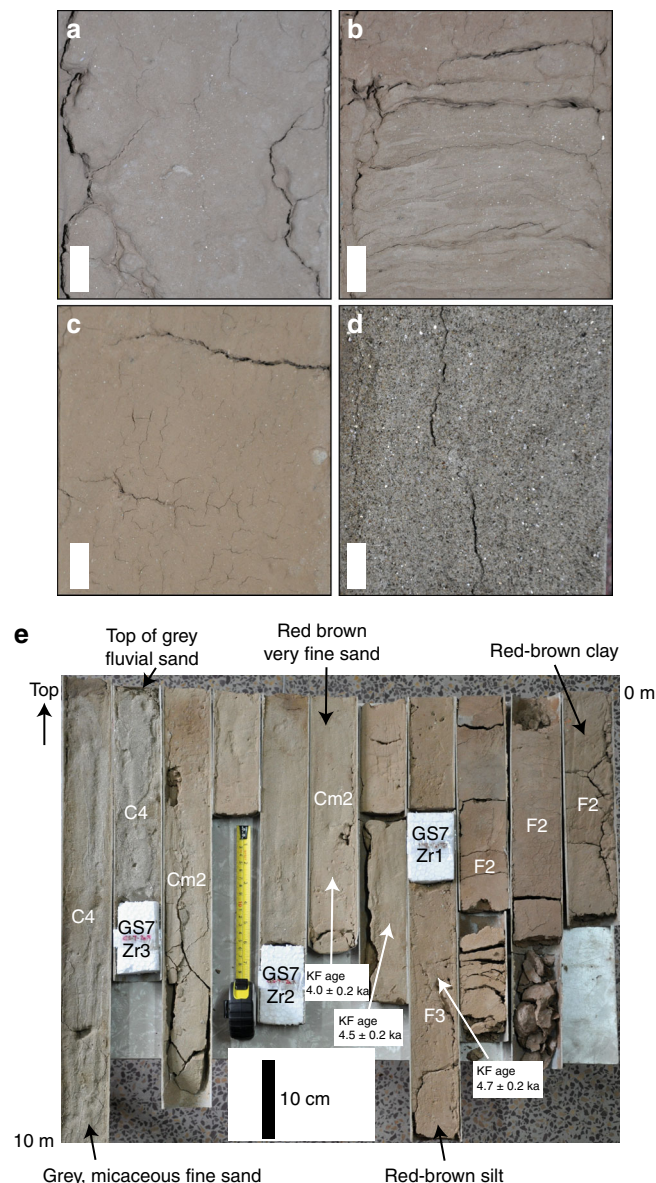 a
b
c
d
e
Top of grey
fluvial sand
Red brown
very fine sand
Red-brown clay
Top
0 m
C4
Cm2
F2
F2
Cm2
GS7
Zr1
F2
C4
GS7
Zr3
GS7
Zr2
KF age
4.0 ± 0.2 ka
KF age
4.5 ± 0.2 ka
F3
KF age
4.7 ± 0.2 ka
10 cm
10 m
Grey, micaceous fine sand
Red-brown silt